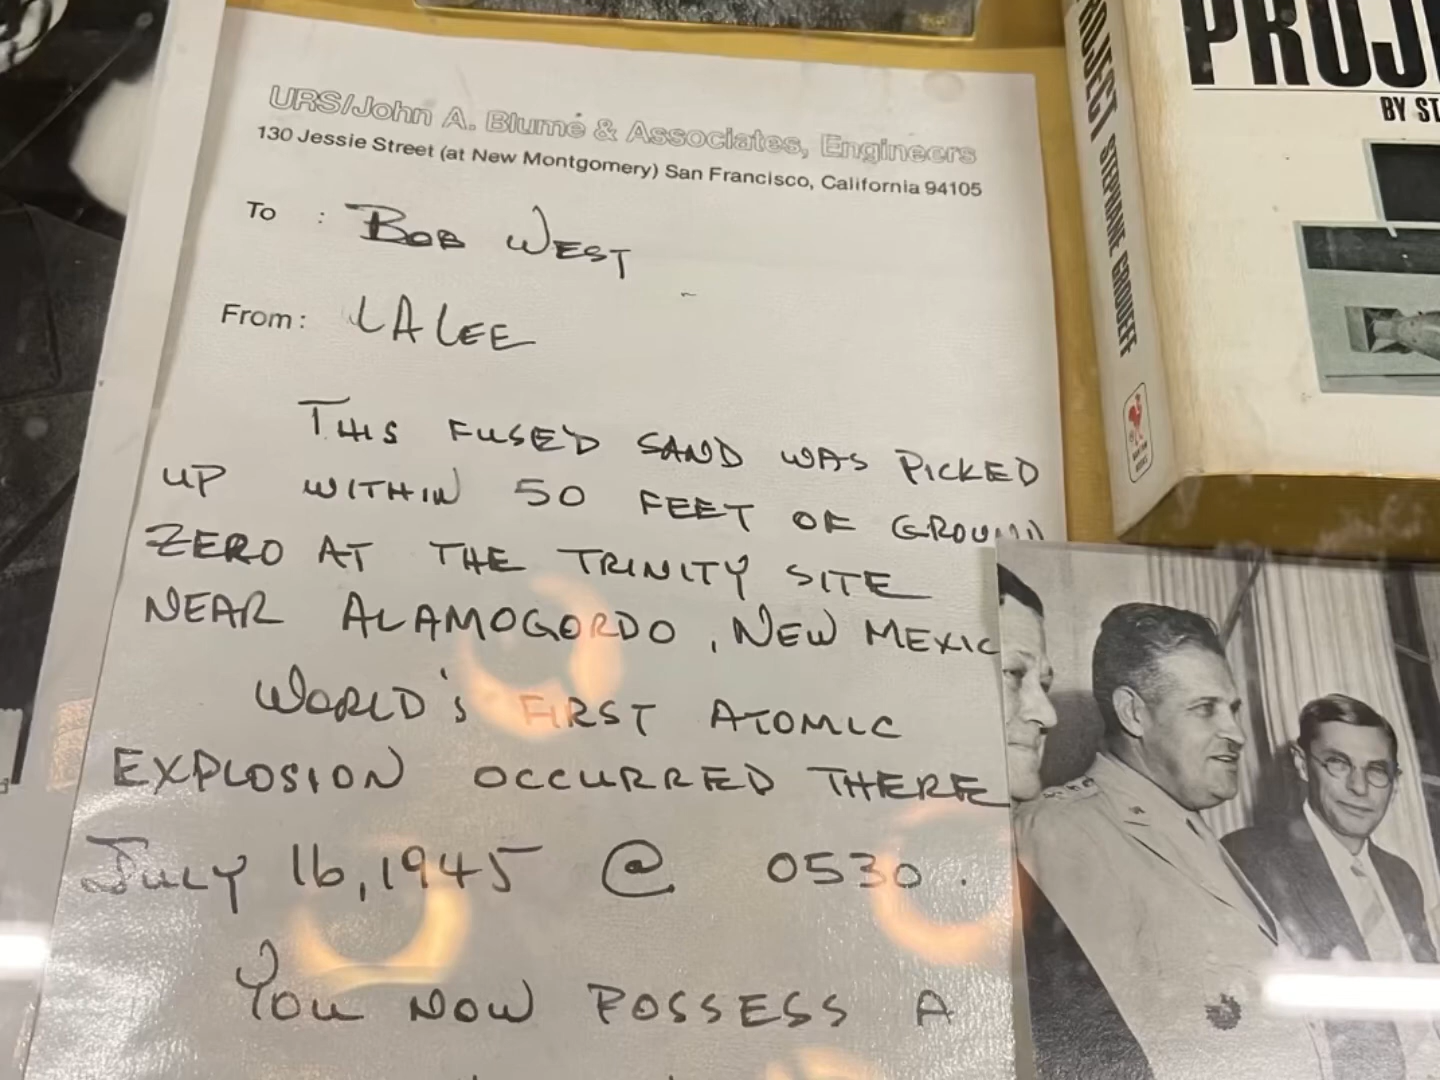 URS/John A. Blume & Associates, Engineers
130 Jessie Street (at New Montgomery) San Francisco, California 94105
To : BOB WEST
From: LA LEE
THIS FUSED SAND WAS PICKED
UP WITHIN 50 FEET OF GROUND
ZERO AT THE TRINITY SITE
NEAR ALAMOGORDO, NEW MEXIC
WORLD'S FIRST ATOMIC
EXPLOSION OCCURRED THERE
JULY 16, 1945 @ 0530.
YOU NOW POSSESS A
PROJ
BY ST
PROJECT STEPHANE GROUEFF